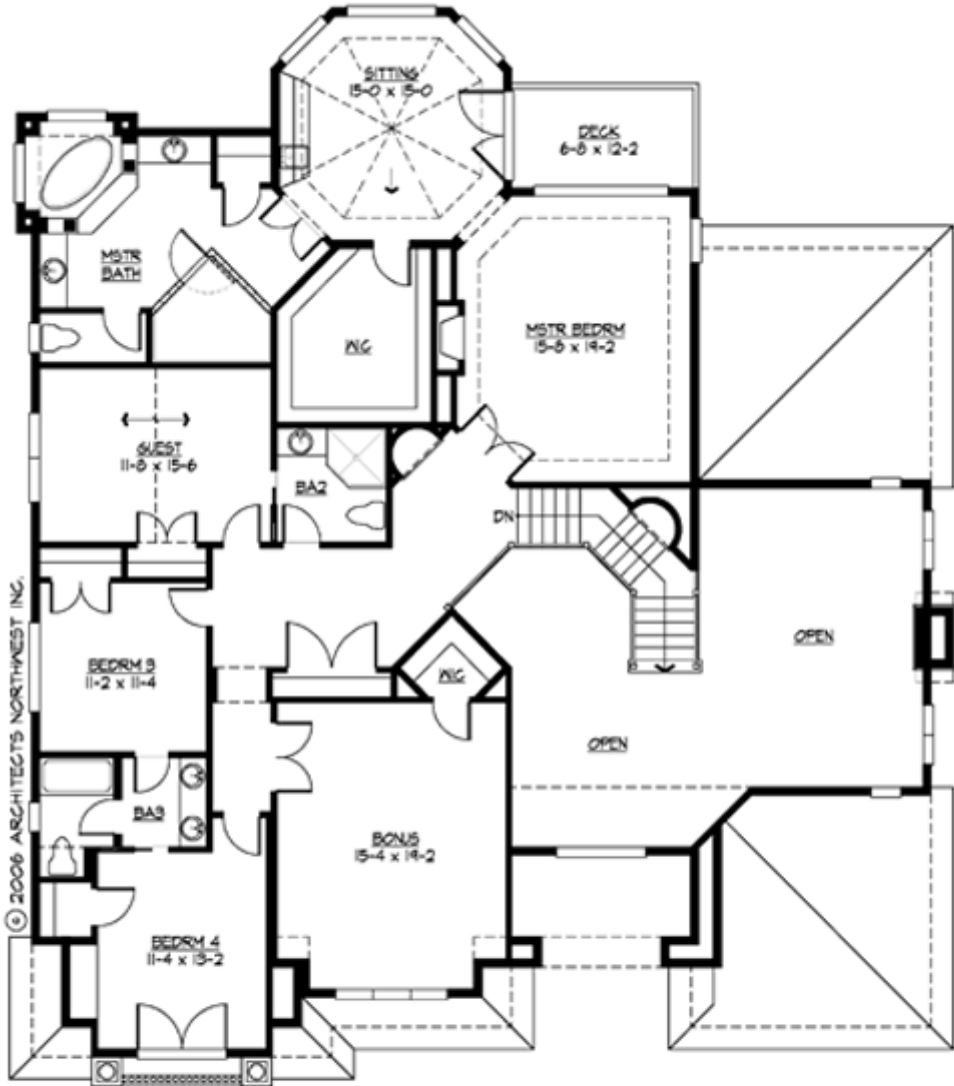 SITTING
15-0 x 15-0
DECK
6-8 x 12-2
MSTR
BATH
WIC
MSTR BEDRM
15-8 x 19-2
GUEST
11-8 x 15-6
BA2
DN
BEDRM 3
11-2 x 11-4
WIC
OPEN
OPEN
BA3
BONUS
15-4 x 19-2
BEDRM 4
11-4 x 13-2
© 2006 ARCHITECTS NORTHWEST INC.